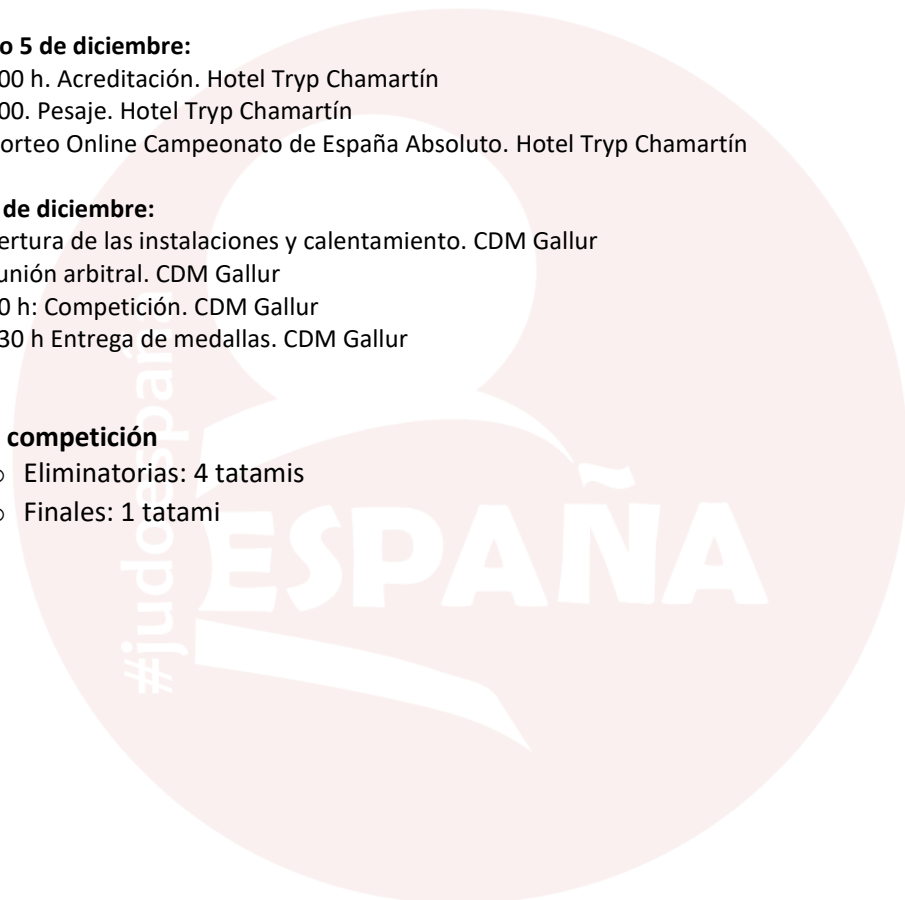 o 5 de diciembre:
00 h. Acreditación. Hotel Tryp Chamartín
00. Pesaje. Hotel Tryp Chamartín
orteo Online Campeonato de España Absoluto. Hotel Tryp Chamartín
de diciembre:
ertura de las instalaciones y calentamiento. CDM Gallur
unión arbitral. CDM Gallur
0 h: Competición. CDM Gallur
30 h Entrega de medallas. CDM Gallur
competición
o Eliminatorias: 4 tatamis
o Finales: 1 tatami
#judoespaña
ESPAÑA